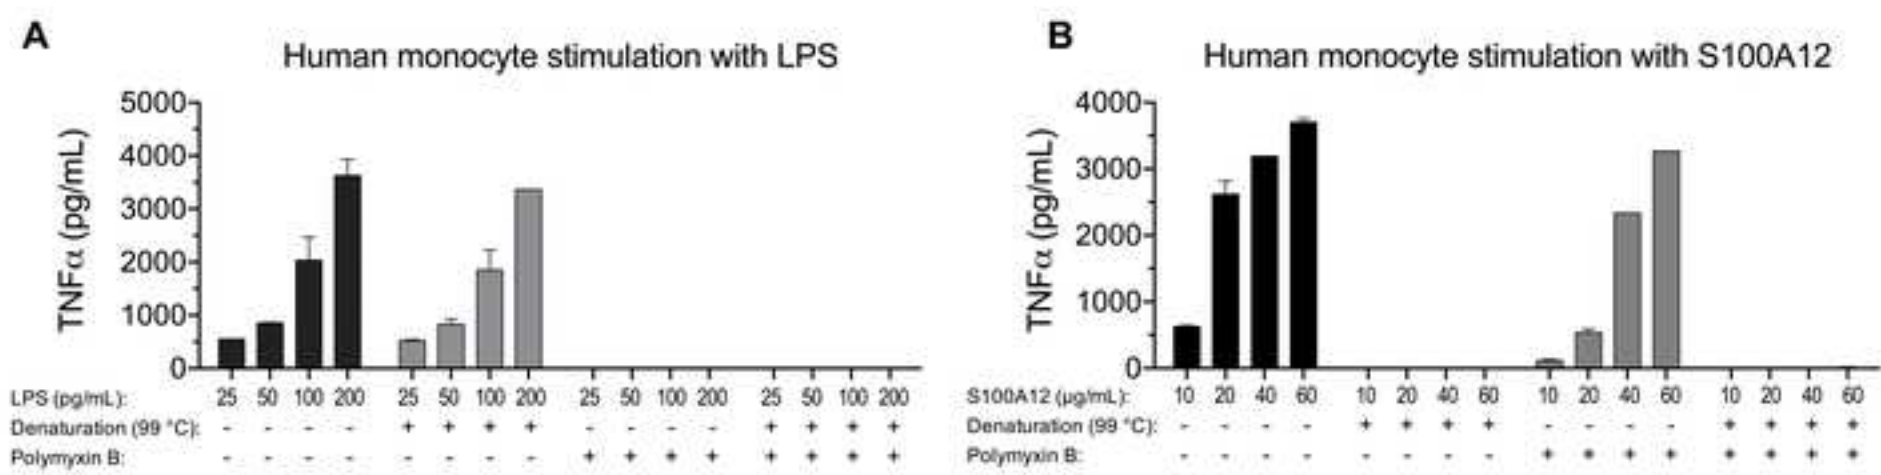 A
Human monocyte stimulation with LPS
TNFα (pg/mL)
5000
4000
3000
2000
1000
0
LPS (pg/mL): 25 50 100 200 25 50 100 200 25 50 100 200 25 50 100 200
Denaturation (99 °C): - - - - + + + + - - - - + + + +
Polymyxin B: - - - - - - - - + + + + + + + +
B
Human monocyte stimulation with S100A12
TNFα (pg/mL)
4000
3000
2000
1000
0
S100A12 (μg/mL): 10 20 40 60 10 20 40 60 10 20 40 60 10 20 40 60
Denaturation (99 °C): - - - - + + + + - - - - + + + +
Polymyxin B: - - - - - - - - + + + + + + + +